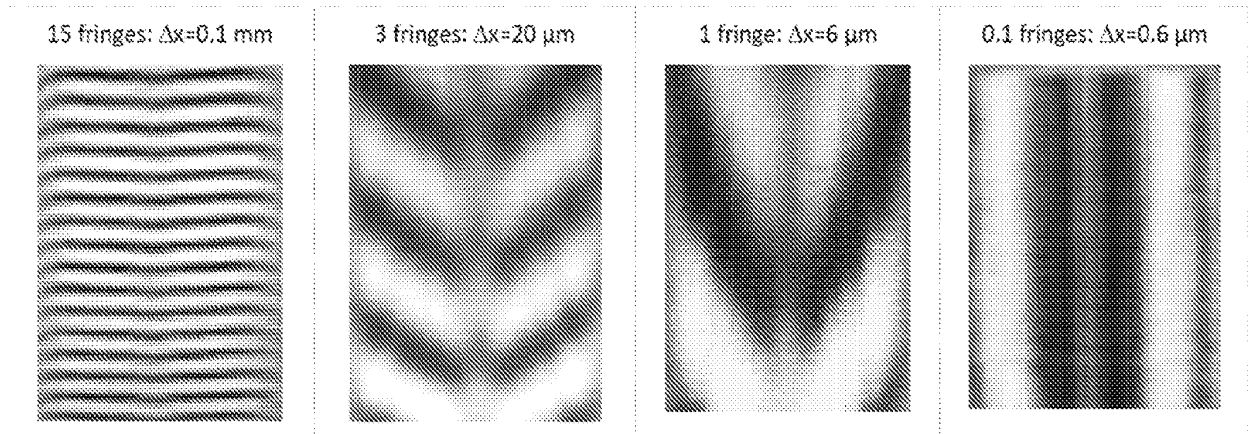 15 fringes: Δx=0.1 mm
3 fringes: Δx=20 μm
1 fringe: Δx=6 μm
0.1 fringes: Δx=0.6 μm